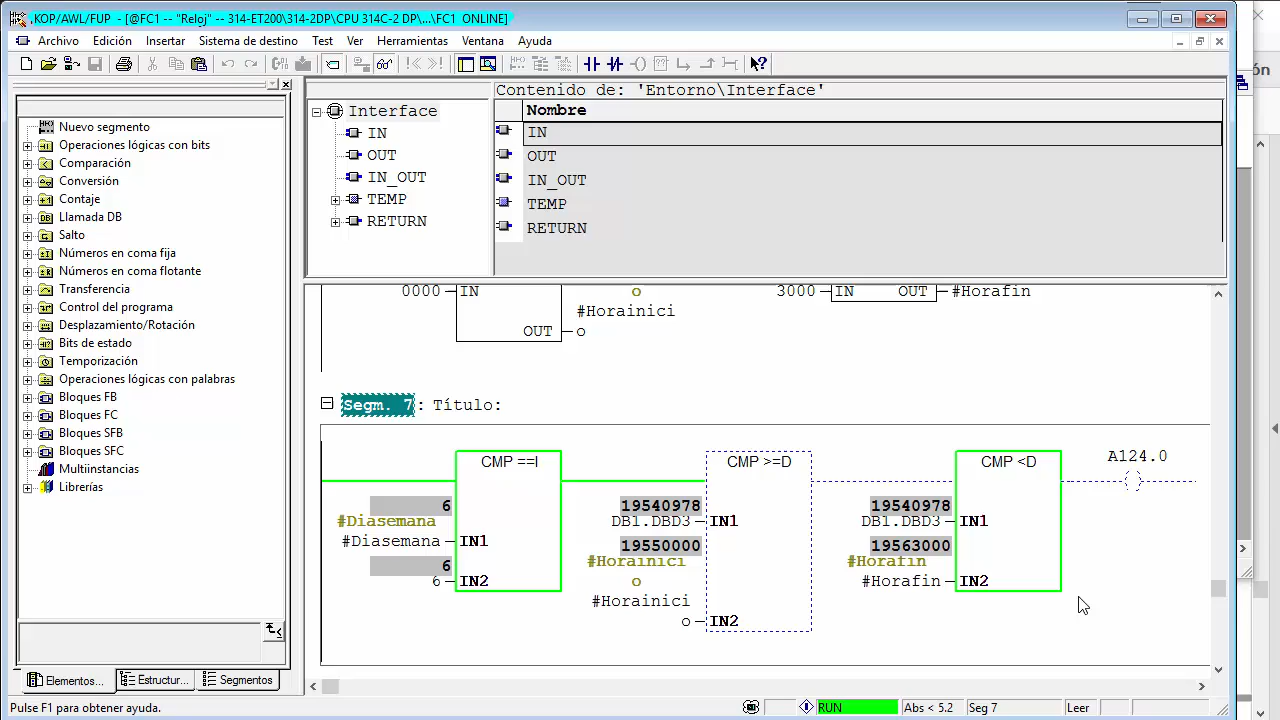 KOP/AWL/FUP - [@FC1 -- "Reloj" -- 314-ET200\314-2DP\CPU 314C-2 DP\...\FC1 ONLINE]
Archivo Edición Insertar Sistema de destino Test Ver Herramientas Ventana Ayuda
Contenido de: 'Entorno\Interface'
Interface
IN
OUT
IN_OUT
TEMP
RETURN
Nombre
IN
OUT
IN_OUT
TEMP
RETURN
Nuevo segmento
Operaciones lógicas con bits
Comparación
Conversión
Contaje
Llamada DB
Salto
Números en coma fija
Números en coma flotante
Transferencia
Control del programa
Desplazamiento/Rotación
Bits de estado
Temporización
Operaciones lógicas con palabras
Bloques FB
Bloques FC
Bloques SFB
Bloques SFC
Multiinstancias
Librerías
Elementos...
Estructur...
Segmentos
0000 IN o 3000 IN OUT #Horafin
#Horainici
OUT o
Segm. 7 : Título:
CMP ==I CMP >=D CMP <D A124.0
6 19540978 19540978
#Diasemana DB1.DBD3 IN1 DB1.DBD3 IN1
#Diasemana IN1 19550000 19563000
6 #Horainici #Horafin
6 IN2 o #Horafin IN2
#Horainici
o IN2
Pulse F1 para obtener ayuda. RUN Abs < 5.2 Seg 7 Leer
ón